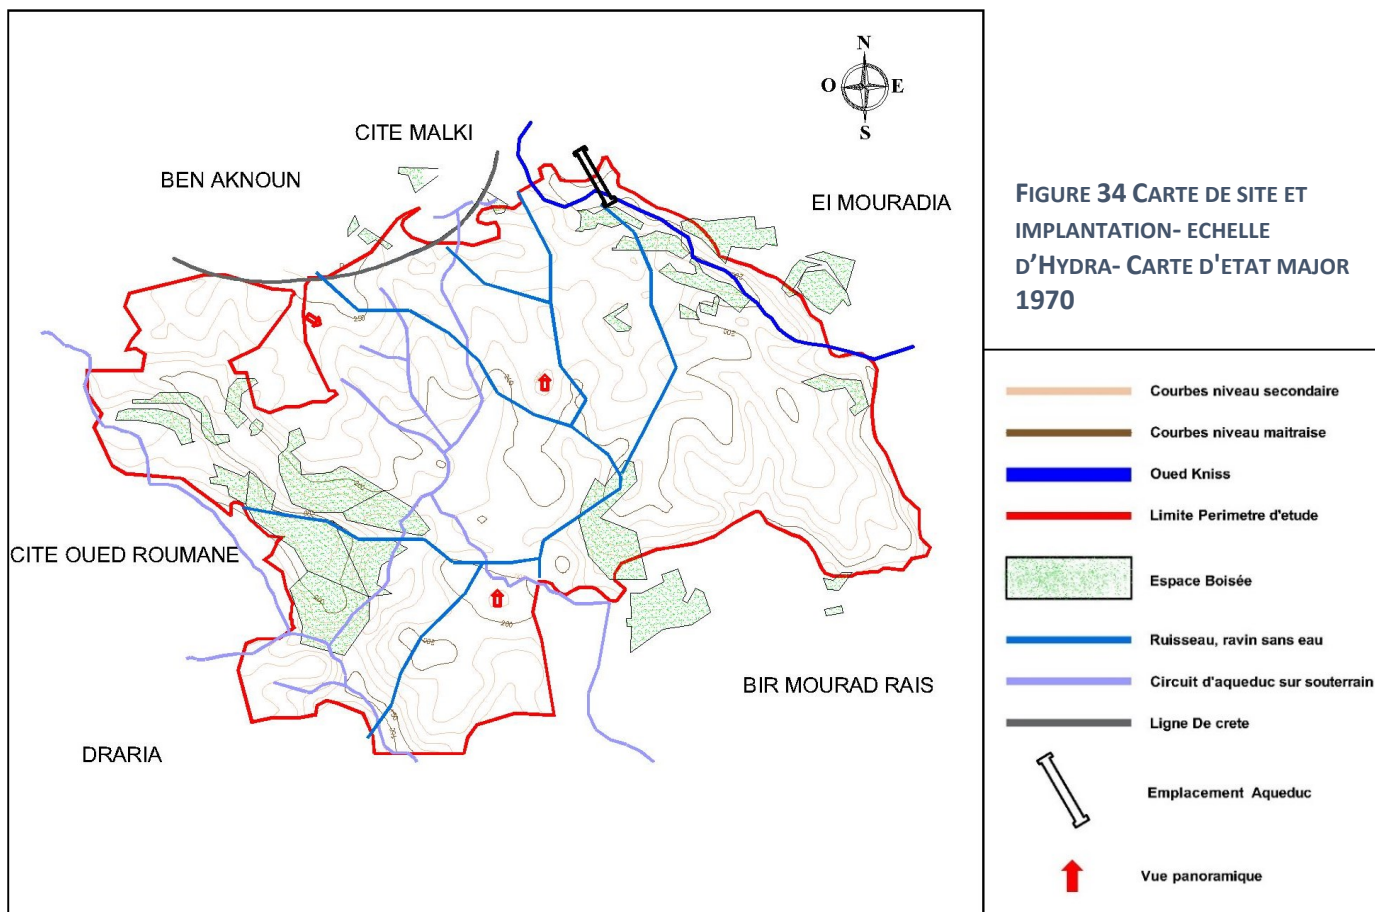 N
O
E
S
CITE MALKI
BEN AKNOUN
EI MOURADIA
CITE OUED ROUMANE
BIR MOURAD RAIS
DRARIA
FIGURE 34 CARTE DE SITE ET
IMPLANTATION- ECHELLE
D’HYDRA- CARTE D'ETAT MAJOR
1970
Courbes niveau secondaire
Courbes niveau maitraise
Oued Kniss
Limite Perimetre d'etude
Espace Boisée
Ruisseau, ravin sans eau
Circuit d'aqueduc sur souterrain
Ligne De crete
Emplacement Aqueduc
Vue panoramique